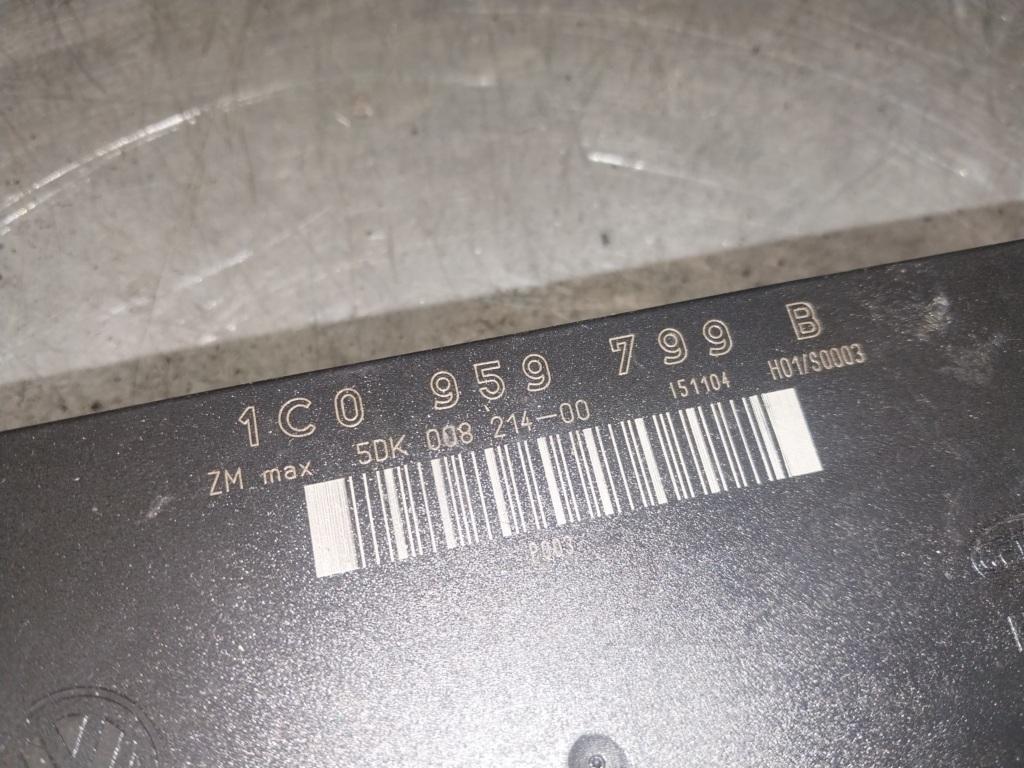 1C0 959 799 B
ZM max 5DK 008 214-00 151104 H01/S0003
P003